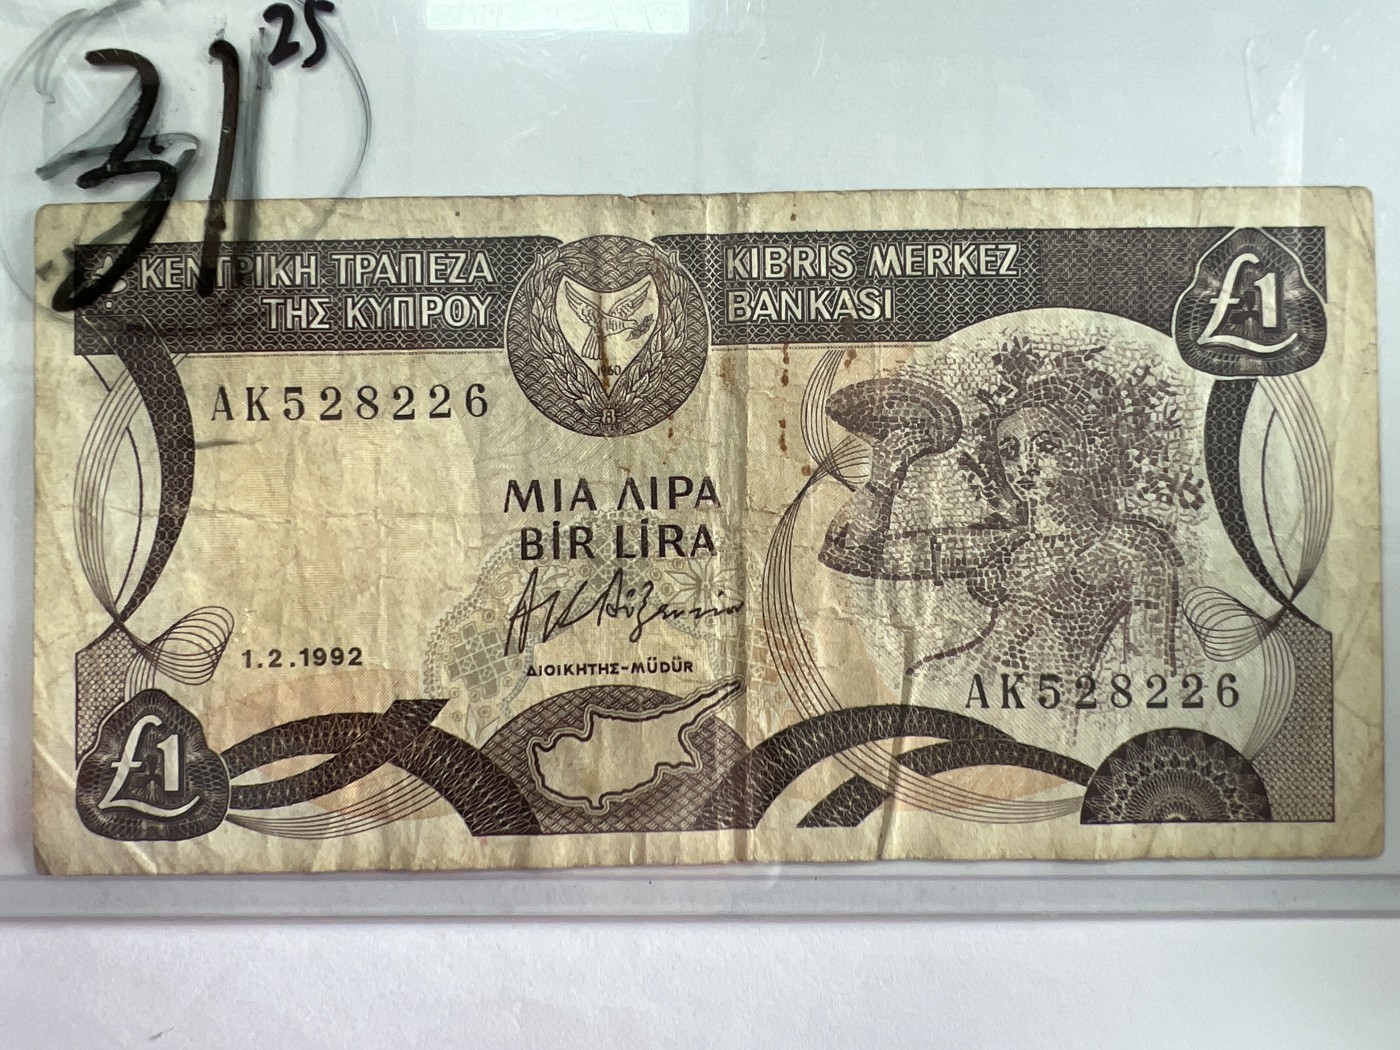 31 25
ΚΕΝΤΡΙΚΗ ΤΡΑΠΕΖΑ
ΤΗΣ ΚΥΠΡΟΥ
KIBRIS MERKEZ
BANKASI
£1
1960
AK528226
ΜΙΑ ΛΙΡΑ
BİR LİRA
1.2.1992
ΔΙΟΙΚΗΤΗΣ-MÜDÜR
AK528226
£1